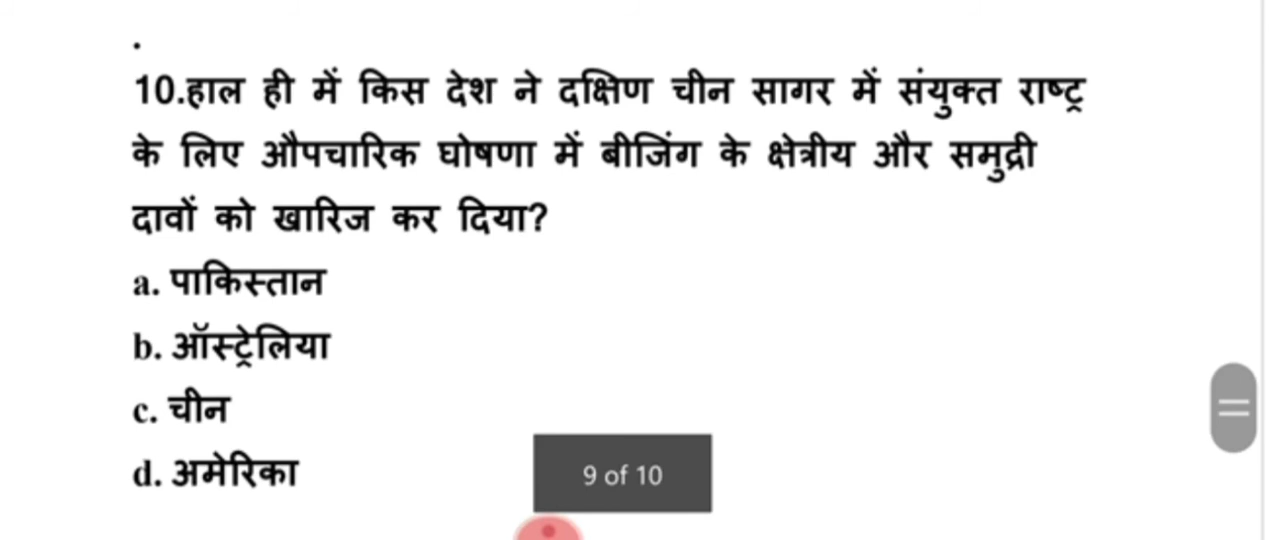 .
10.हाल ही में किस देश ने दक्षिण चीन सागर में संयुक्त राष्ट्र
के लिए औपचारिक घोषणा में बीजिंग के क्षेत्रीय और समुद्री
दावों को खारिज कर दिया?
a. पाकिस्तान
b. ऑस्ट्रेलिया
c. चीन
d. अमेरिका
9 of 10